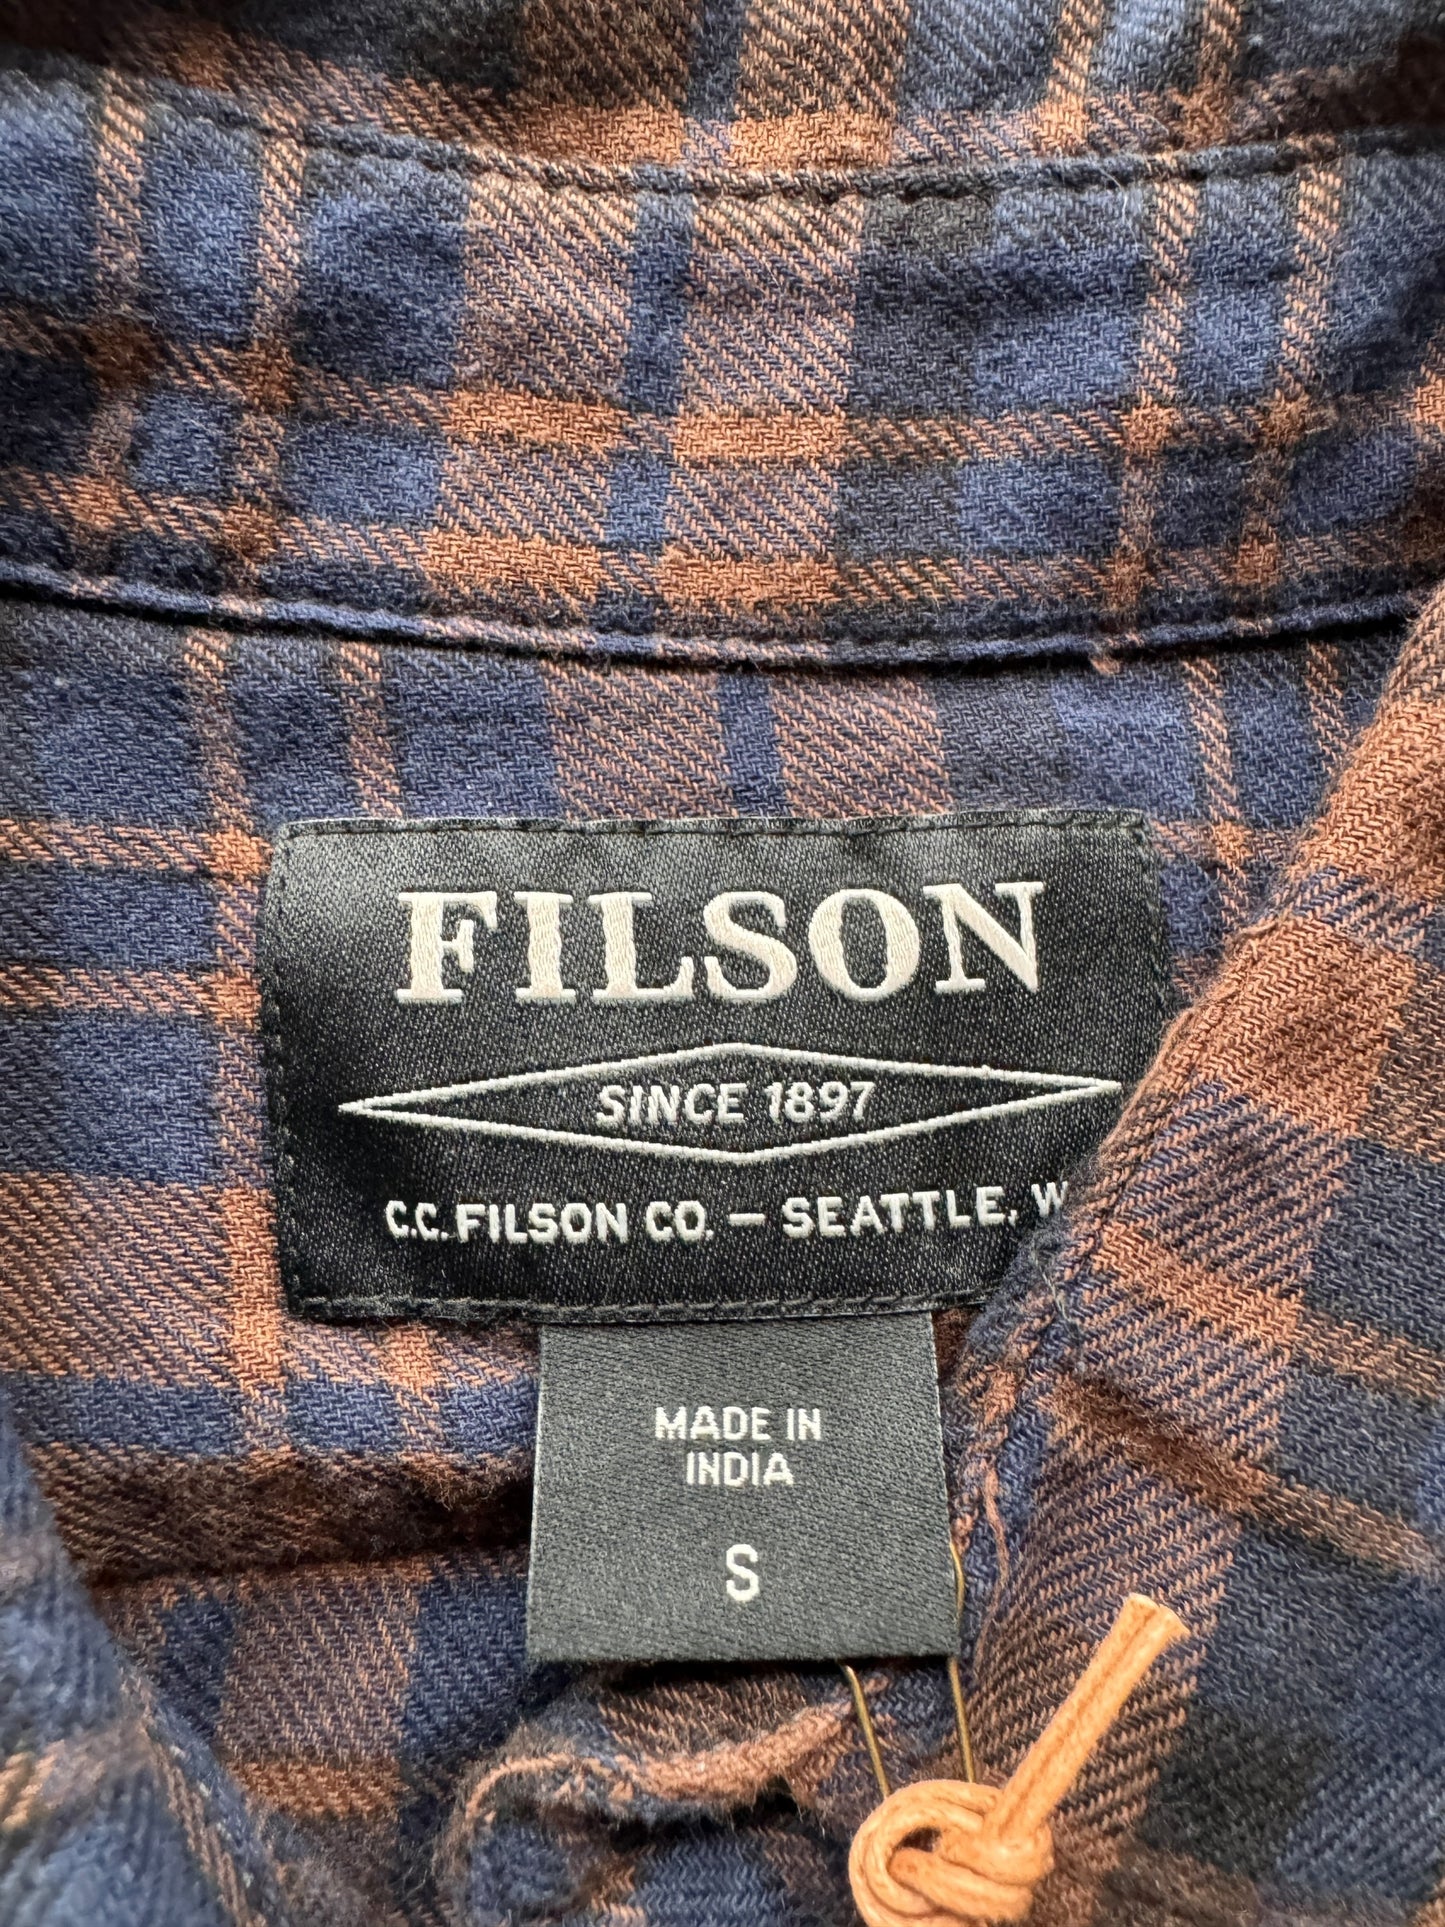 FILSON
SINCE 1897
C.C. FILSON CO. – SEATTLE, W
MADE IN
INDIA
S